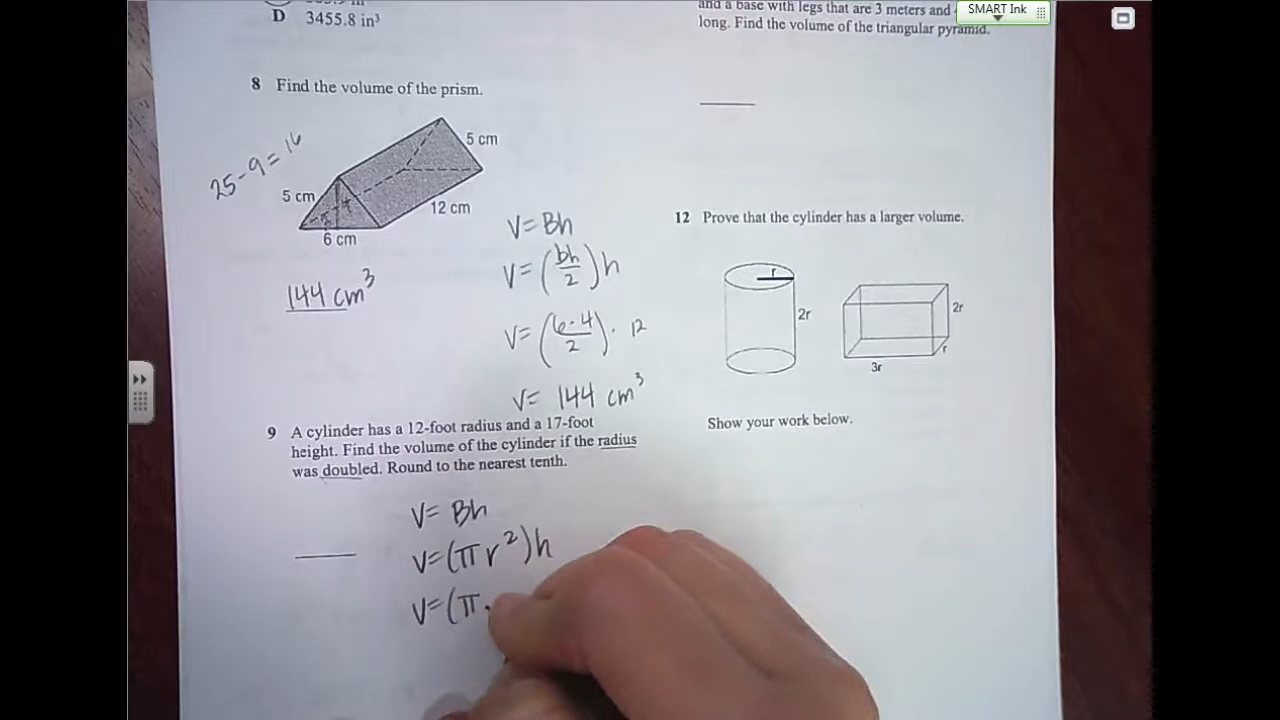 D 3455.8 in³
8 Find the volume of the prism.
25-9=16
5 cm
5 cm
12 cm
6 cm
144 cm³
V=Bh
V=(bh/2)h
V=(6·4/2)·12
V= 144 cm³
9 A cylinder has a 12-foot radius and a 17-foot
height. Find the volume of the cylinder if the radius
was doubled. Round to the nearest tenth.
V= Bh
V=(πr²)h
V=(π·
and a base with legs that are 3 meters and
long. Find the volume of the triangular pyramid.
SMART Ink
12 Prove that the cylinder has a larger volume.
r
2r
2r
r
3r
Show your work below.